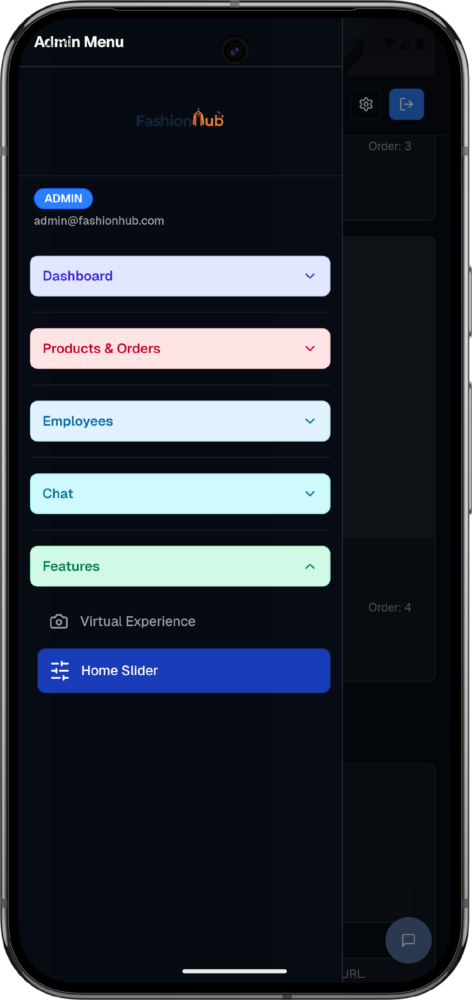 Admin Menu
FashionHub
Order: 3
ADMIN
admin@fashionhub.com
Dashboard
Products & Orders
Employees
Chat
Features
Order: 4
Virtual Experience
Home Slider
URL.